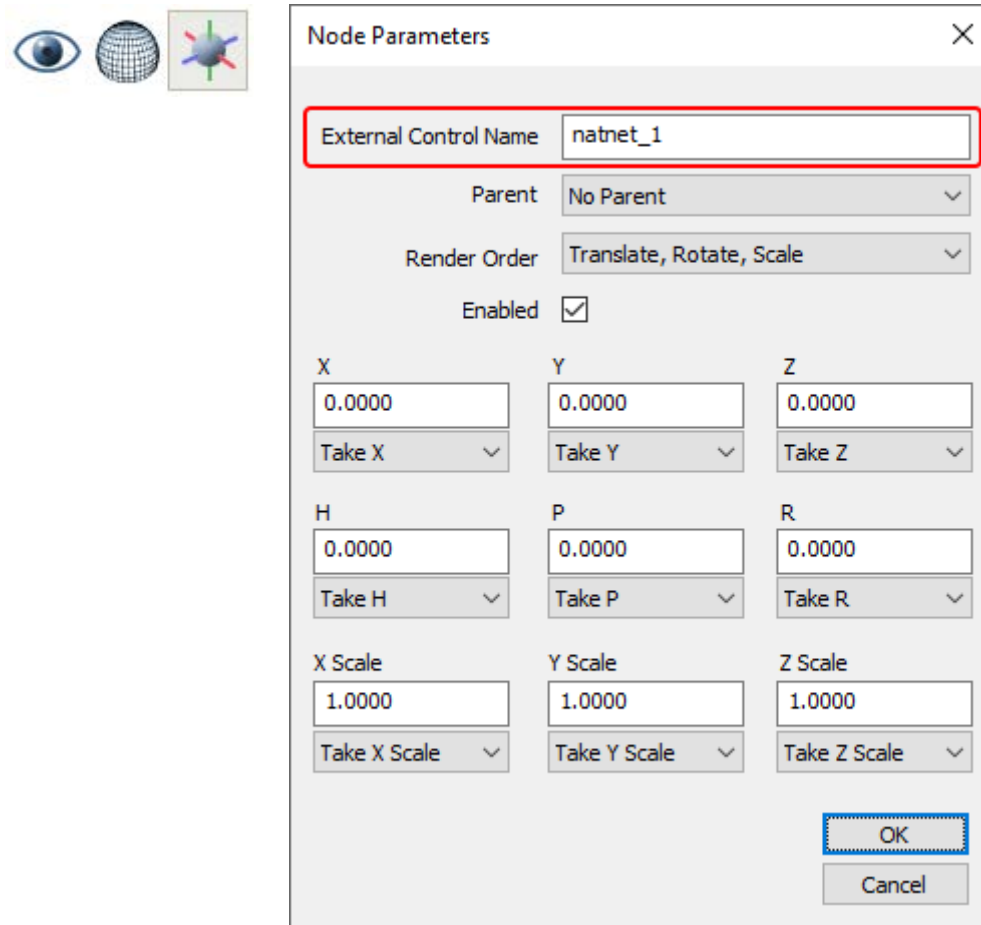 Node Parameters
External Control Name natnet_1
Parent No Parent
Render Order Translate, Rotate, Scale
Enabled
X Y Z
0.0000 0.0000 0.0000
Take X Take Y Take Z
H P R
0.0000 0.0000 0.0000
Take H Take P Take R
X Scale Y Scale Z Scale
1.0000 1.0000 1.0000
Take X Scale Take Y Scale Take Z Scale
OK
Cancel